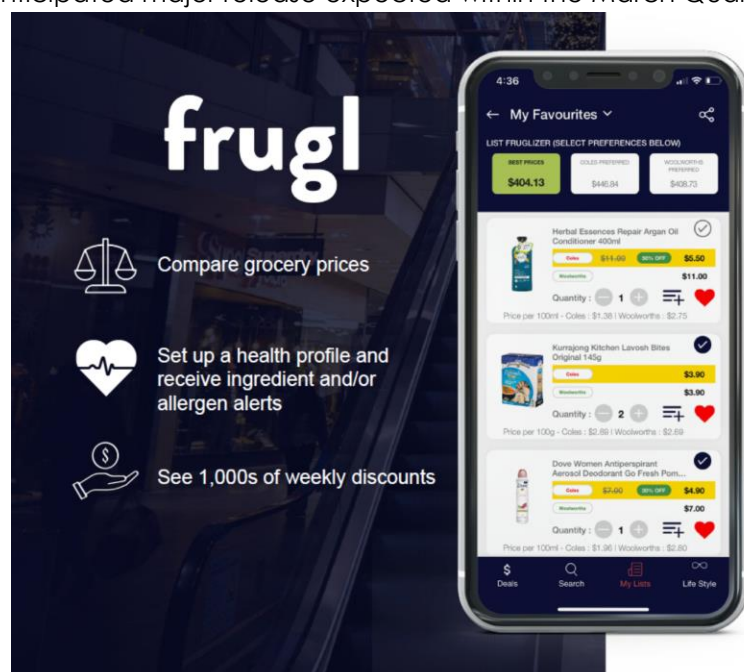 nticipated major release expected within the March Qua
frugl
Compare grocery prices
Set up a health profile and
receive ingredient and/or
allergen alerts
See 1,000s of weekly discounts
4:36
My Favourites
LIST FRUGLIZER (SELECT PREFERENCES BELOW)
BEST PRICES
$404.13
COLES PREFERRED
$446.84
WOOLWORTHS
PREFERRED
$408.73
Herbal Essences Repair Argan Oil
Conditioner 400ml
Coles $11.00 50% OFF $5.50
Woolworths $11.00
Quantity : 1
Price per 100ml - Coles : $1.38 | Woolworths : $2.75
Kurrajong Kitchen Lavosh Bites
Original 145g
Coles $3.90
Woolworths $3.90
Quantity : 2
Price per 100g - Coles : $2.69 | Woolworths : $2.69
Dove Women Antiperspirant
Aerosol Deodorant Go Fresh Pom...
Coles $7.00 30% OFF $4.90
Woolworths $7.00
Quantity : 1
Price per 100ml - Coles : $1.96 | Woolworths : $2.80
Deals
Search
My Lists
Life Style